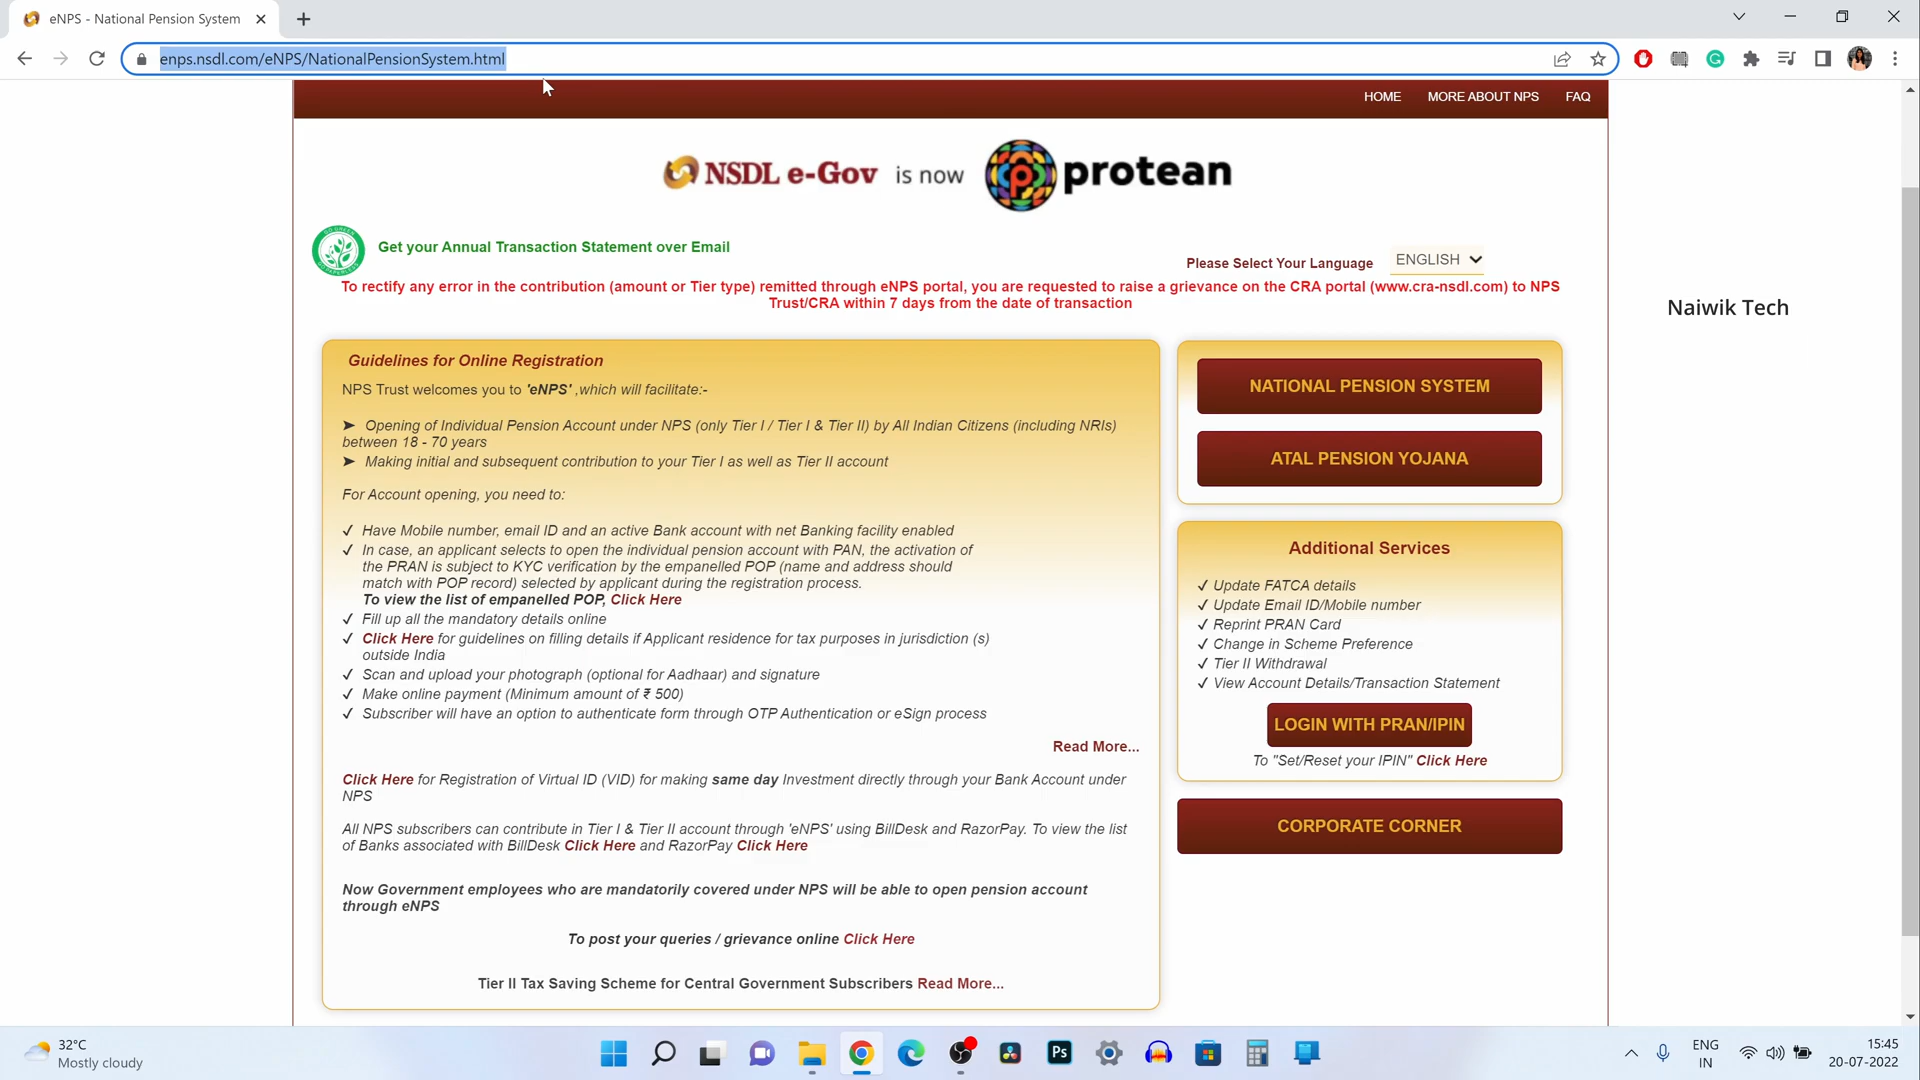 eNPS - National Pension System
enps.nsdl.com/eNPS/NationalPensionSystem.html
HOME MORE ABOUT NPS FAQ
NSDL e-Gov is now protean
Get your Annual Transaction Statement over Email
Please Select Your Language ENGLISH
To rectify any error in the contribution (amount or Tier type) remitted through eNPS portal, you are requested to raise a grievance on the CRA portal (www.cra-nsdl.com) to NPS
Trust/CRA within 7 days from the date of transaction
Naiwik Tech
Guidelines for Online Registration
NPS Trust welcomes you to 'eNPS' ,which will facilitate:-
➤ Opening of Individual Pension Account under NPS (only Tier I / Tier I & Tier II) by All Indian Citizens (including NRIs)
between 18 - 70 years
➤ Making initial and subsequent contribution to your Tier I as well as Tier II account
For Account opening, you need to:
✓ Have Mobile number, email ID and an active Bank account with net Banking facility enabled
✓ In case, an applicant selects to open the individual pension account with PAN, the activation of
the PRAN is subject to KYC verification by the empanelled POP (name and address should
match with POP record) selected by applicant during the registration process.
To view the list of empanelled POP, Click Here
✓ Fill up all the mandatory details online
✓ Click Here for guidelines on filling details if Applicant residence for tax purposes in jurisdiction (s)
outside India
✓ Scan and upload your photograph (optional for Aadhaar) and signature
✓ Make online payment (Minimum amount of ₹ 500)
✓ Subscriber will have an option to authenticate form through OTP Authentication or eSign process
Read More...
Click Here for Registration of Virtual ID (VID) for making same day Investment directly through your Bank Account under
NPS
All NPS subscribers can contribute in Tier I & Tier II account through 'eNPS' using BillDesk and RazorPay. To view the list
of Banks associated with BillDesk Click Here and RazorPay Click Here
Now Government employees who are mandatorily covered under NPS will be able to open pension account
through eNPS
To post your queries / grievance online Click Here
Tier II Tax Saving Scheme for Central Government Subscribers Read More...
NATIONAL PENSION SYSTEM
ATAL PENSION YOJANA
Additional Services
✓ Update FATCA details
✓ Update Email ID/Mobile number
✓ Reprint PRAN Card
✓ Change in Scheme Preference
✓ Tier II Withdrawal
✓ View Account Details/Transaction Statement
LOGIN WITH PRAN/IPIN
To "Set/Reset your IPIN" Click Here
CORPORATE CORNER
32°C
Mostly cloudy
Ps
ENG
IN
15:45
20-07-2022